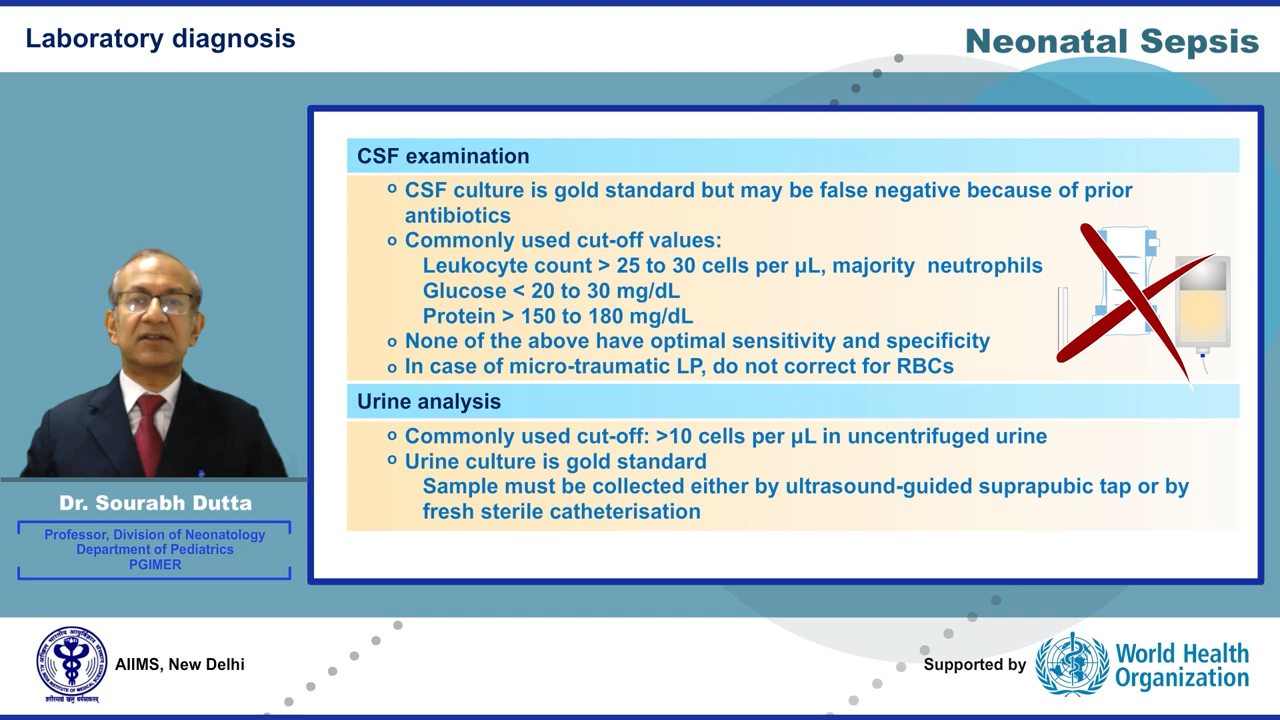 Laboratory diagnosis
Neonatal Sepsis
CSF examination
CSF culture is gold standard but may be false negative because of prior
antibiotics
Commonly used cut-off values:
Leukocyte count > 25 to 30 cells per µL, majority neutrophils
Glucose < 20 to 30 mg/dL
Protein > 150 to 180 mg/dL
None of the above have optimal sensitivity and specificity
In case of micro-traumatic LP, do not correct for RBCs
Urine analysis
Commonly used cut-off: >10 cells per µL in uncentrifuged urine
Urine culture is gold standard
Sample must be collected either by ultrasound-guided suprapubic tap or by
fresh sterile catheterisation
Dr. Sourabh Dutta
Professor, Division of Neonatology
Department of Pediatrics
PGIMER
AIIMS, New Delhi
Supported by
World Health
Organization